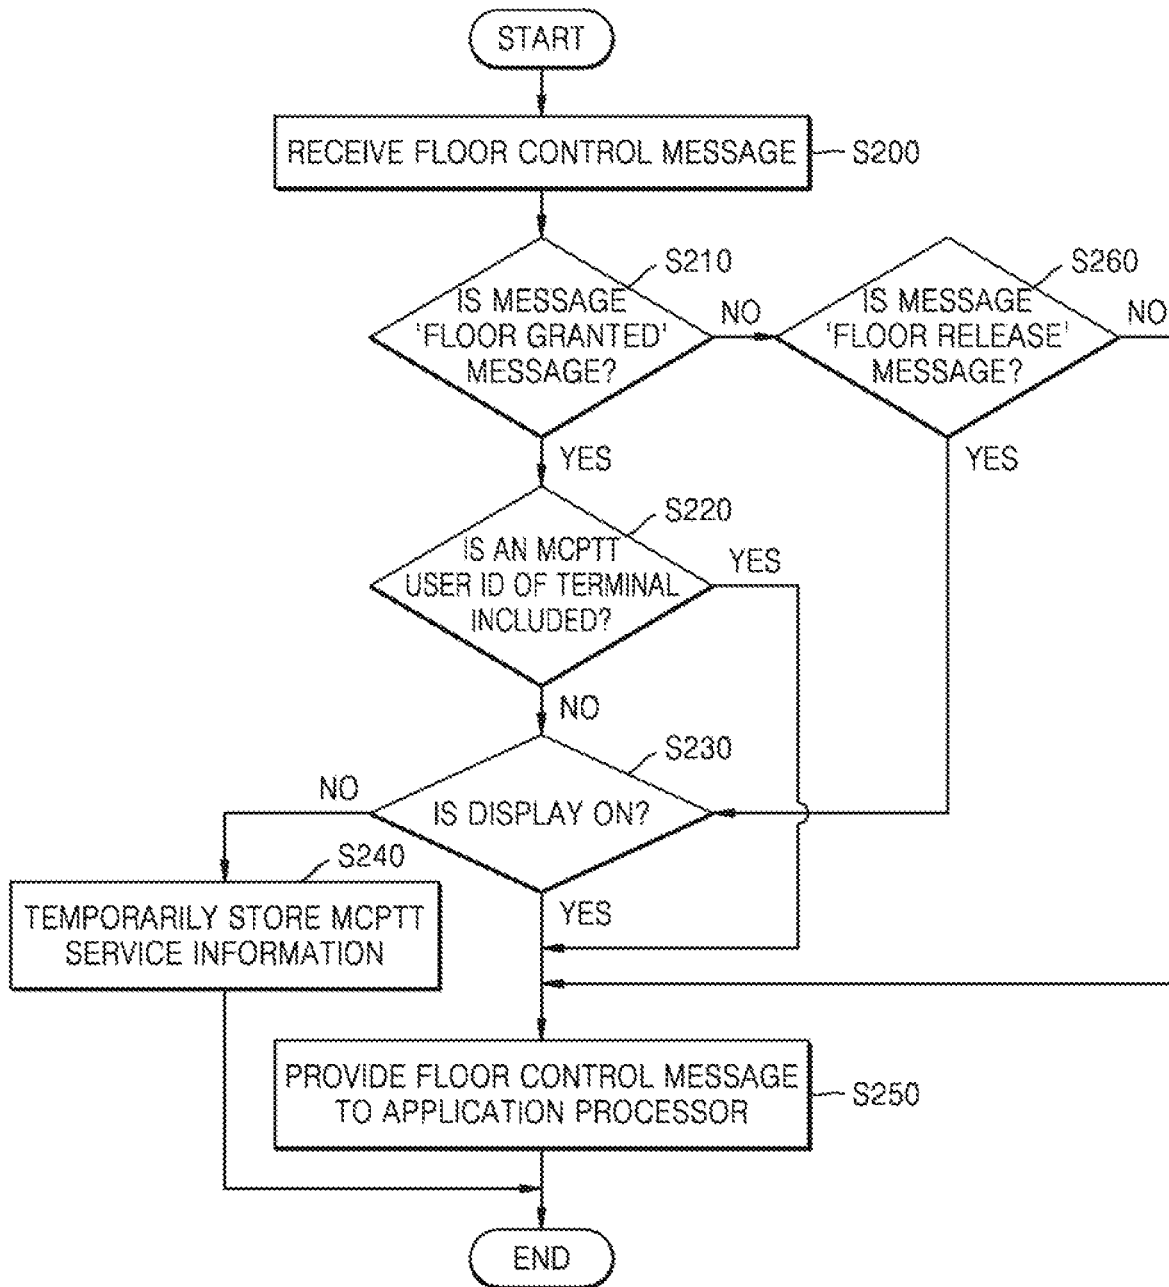 START
RECEIVE FLOOR CONTROL MESSAGE
S200
S210
IS MESSAGE
'FLOOR GRANTED'
MESSAGE?
NO
S260
IS MESSAGE
'FLOOR RELEASE'
MESSAGE?
NO
YES
YES
S220
IS AN MCPTT
USER ID OF TERMINAL
INCLUDED?
YES
NO
S230
IS DISPLAY ON?
NO
YES
S240
TEMPORARILY STORE MCPTT
SERVICE INFORMATION
PROVIDE FLOOR CONTROL MESSAGE
TO APPLICATION PROCESSOR
S250
END